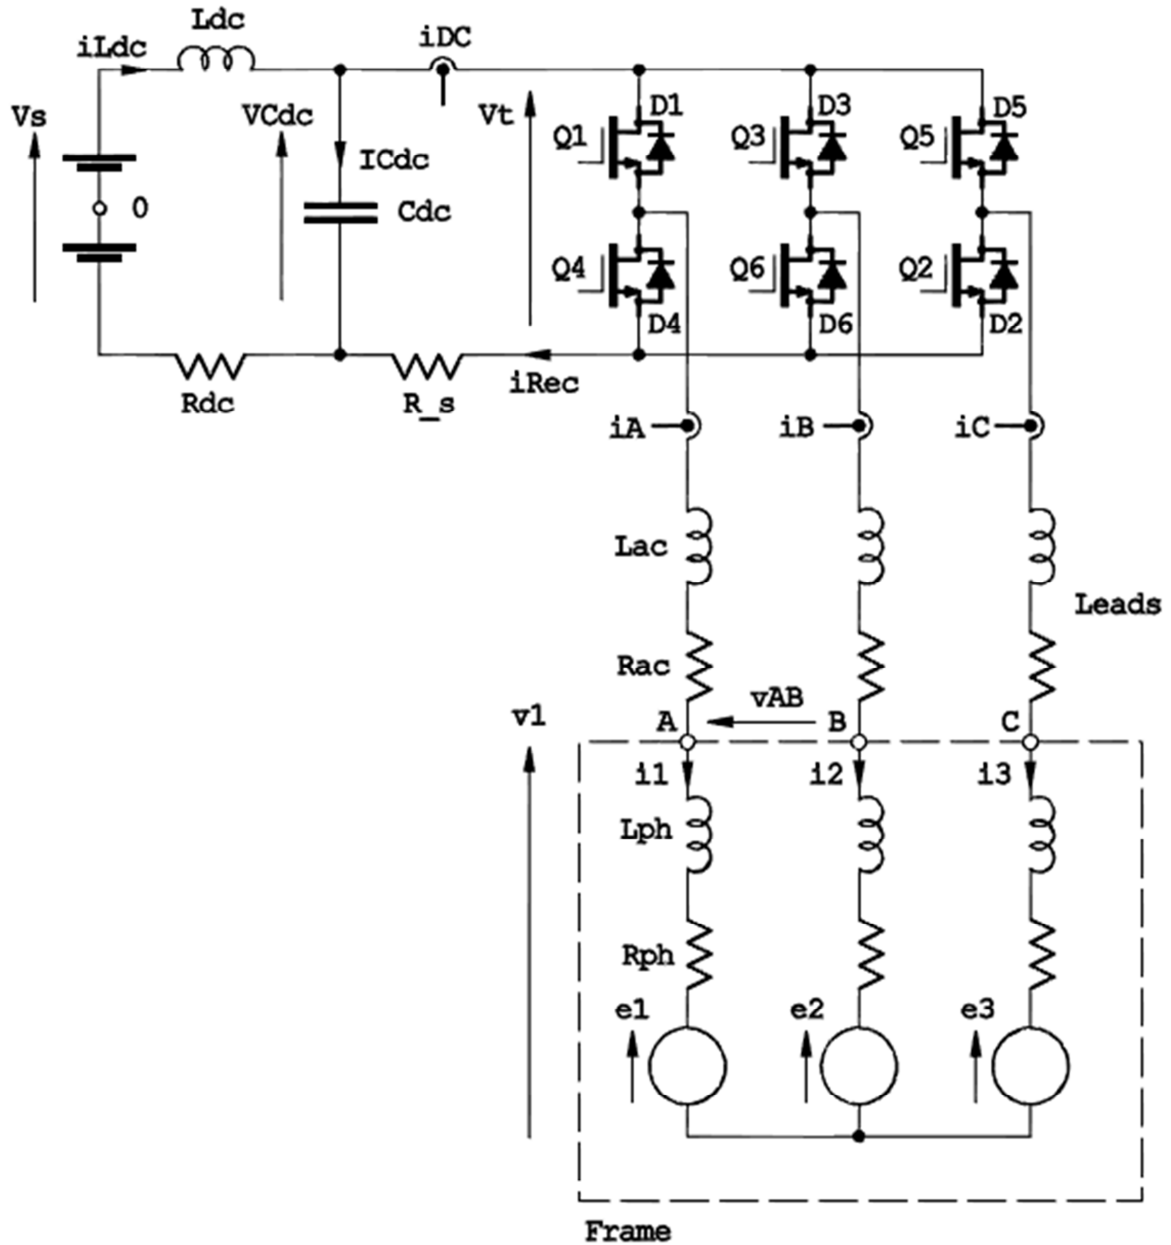 Ldc
iLdc
iDC
Vs
VCdc
Vt
ICdc
Cdc
0
Q1
D1
Q3
D3
Q5
D5
Q4
D4
Q6
D6
Q2
D2
Rdc
R_s
iRec
iA
iB
iC
Lac
Leads
Rac
vAB
v1
A
B
C
i1
i2
i3
Lph
Rph
e1
e2
e3
Frame